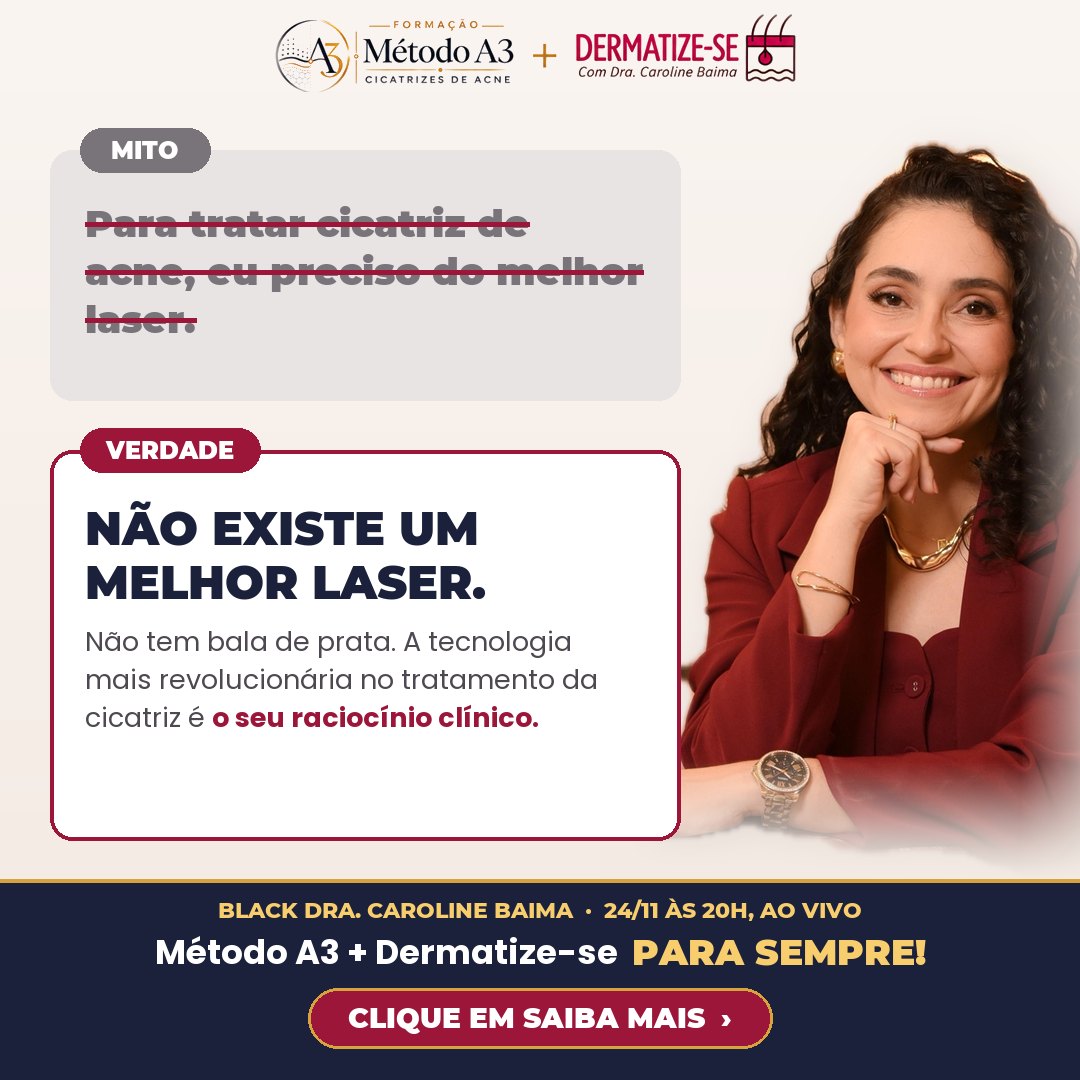 FORMAÇÃO
A3 Método A3
CICATRIZES DE ACNE
+
DERMATIZE-SE
Com Dra. Caroline Baima
MITO
Para tratar cicatriz de
acne, eu preciso do melhor
laser.
VERDADE
NÃO EXISTE UM
MELHOR LASER.
Não tem bala de prata. A tecnologia
mais revolucionária no tratamento da
cicatriz é o seu raciocínio clínico.
BLACK DRA. CAROLINE BAIMA • 24/11 ÀS 20H, AO VIVO
Método A3 + Dermatize-se PARA SEMPRE!
CLIQUE EM SAIBA MAIS ›